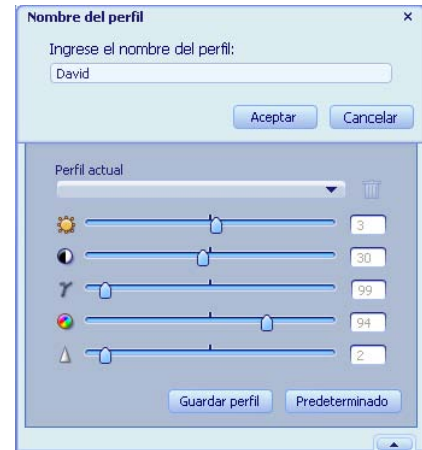 Nombre del perfil
Ingrese el nombre del perfil:
David
Aceptar
Cancelar
Perfil actual
3
30
99
94
2
Guardar perfil
Predeterminado